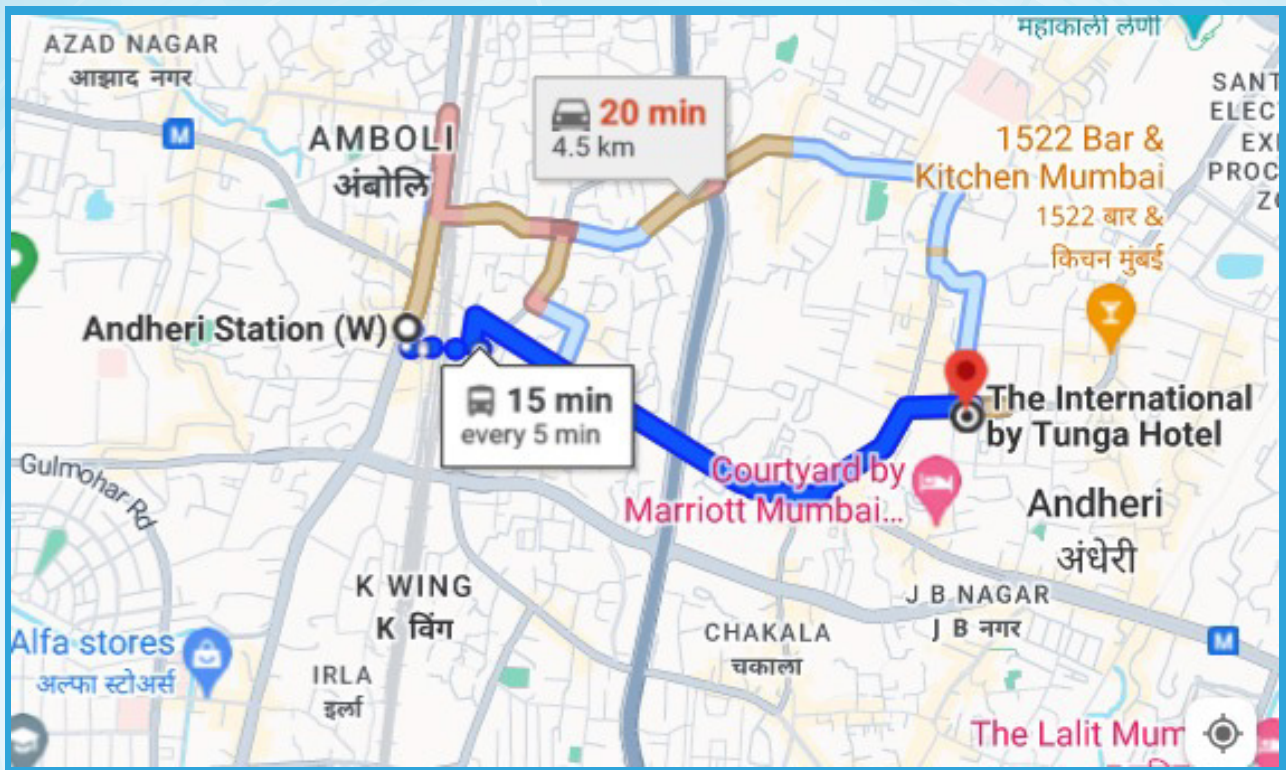 महाकाली लेणी
AZAD NAGAR
आझाद नगर
AMBOLI
अंबोलि
20 min
4.5 km
1522 Bar &
Kitchen Mumbai
1522 बार &
किचन मुंबई
SANT
ELEC
EX
PROC
Z
Andheri Station (W)
15 min
every 5 min
The International
by Tunga Hotel
Courtyard by
Marriott Mumbai...
Andheri
अंधेरी
Gulmohar Rd
K WING
K विंग
J B NAGAR
J B नगर
CHAKALA
चकाला
Alfa stores
अल्फा स्टोअर्स
IRLA
इर्ला
M
M
The Lalit Mum